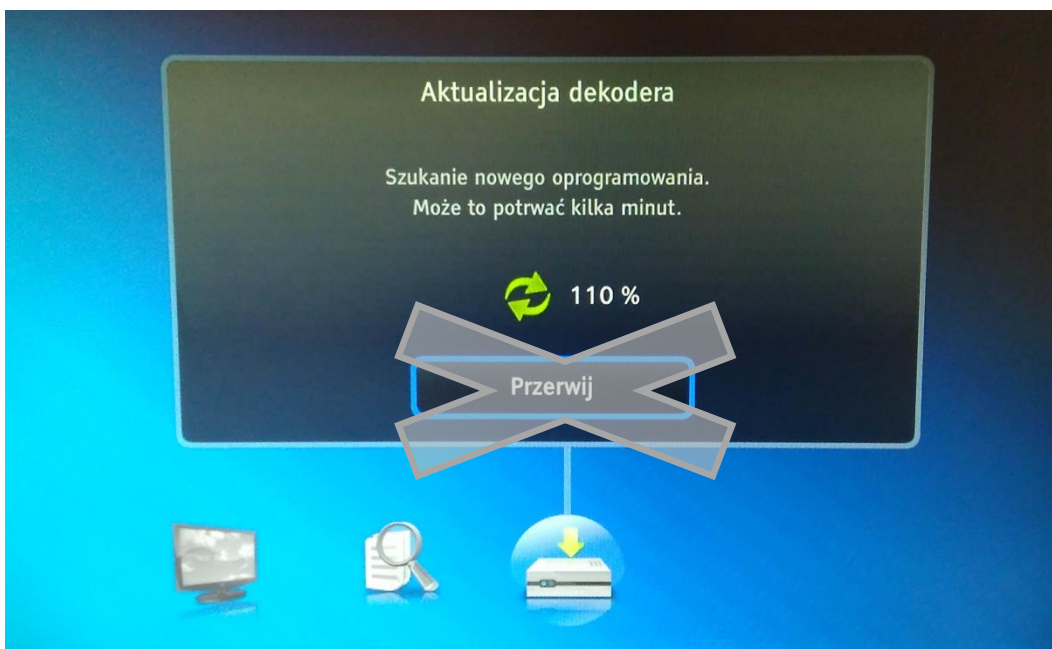 Aktualizacja dekodera
Szukanie nowego oprogramowania.
Może to potrwać kilka minut.
110 %
Przerwij